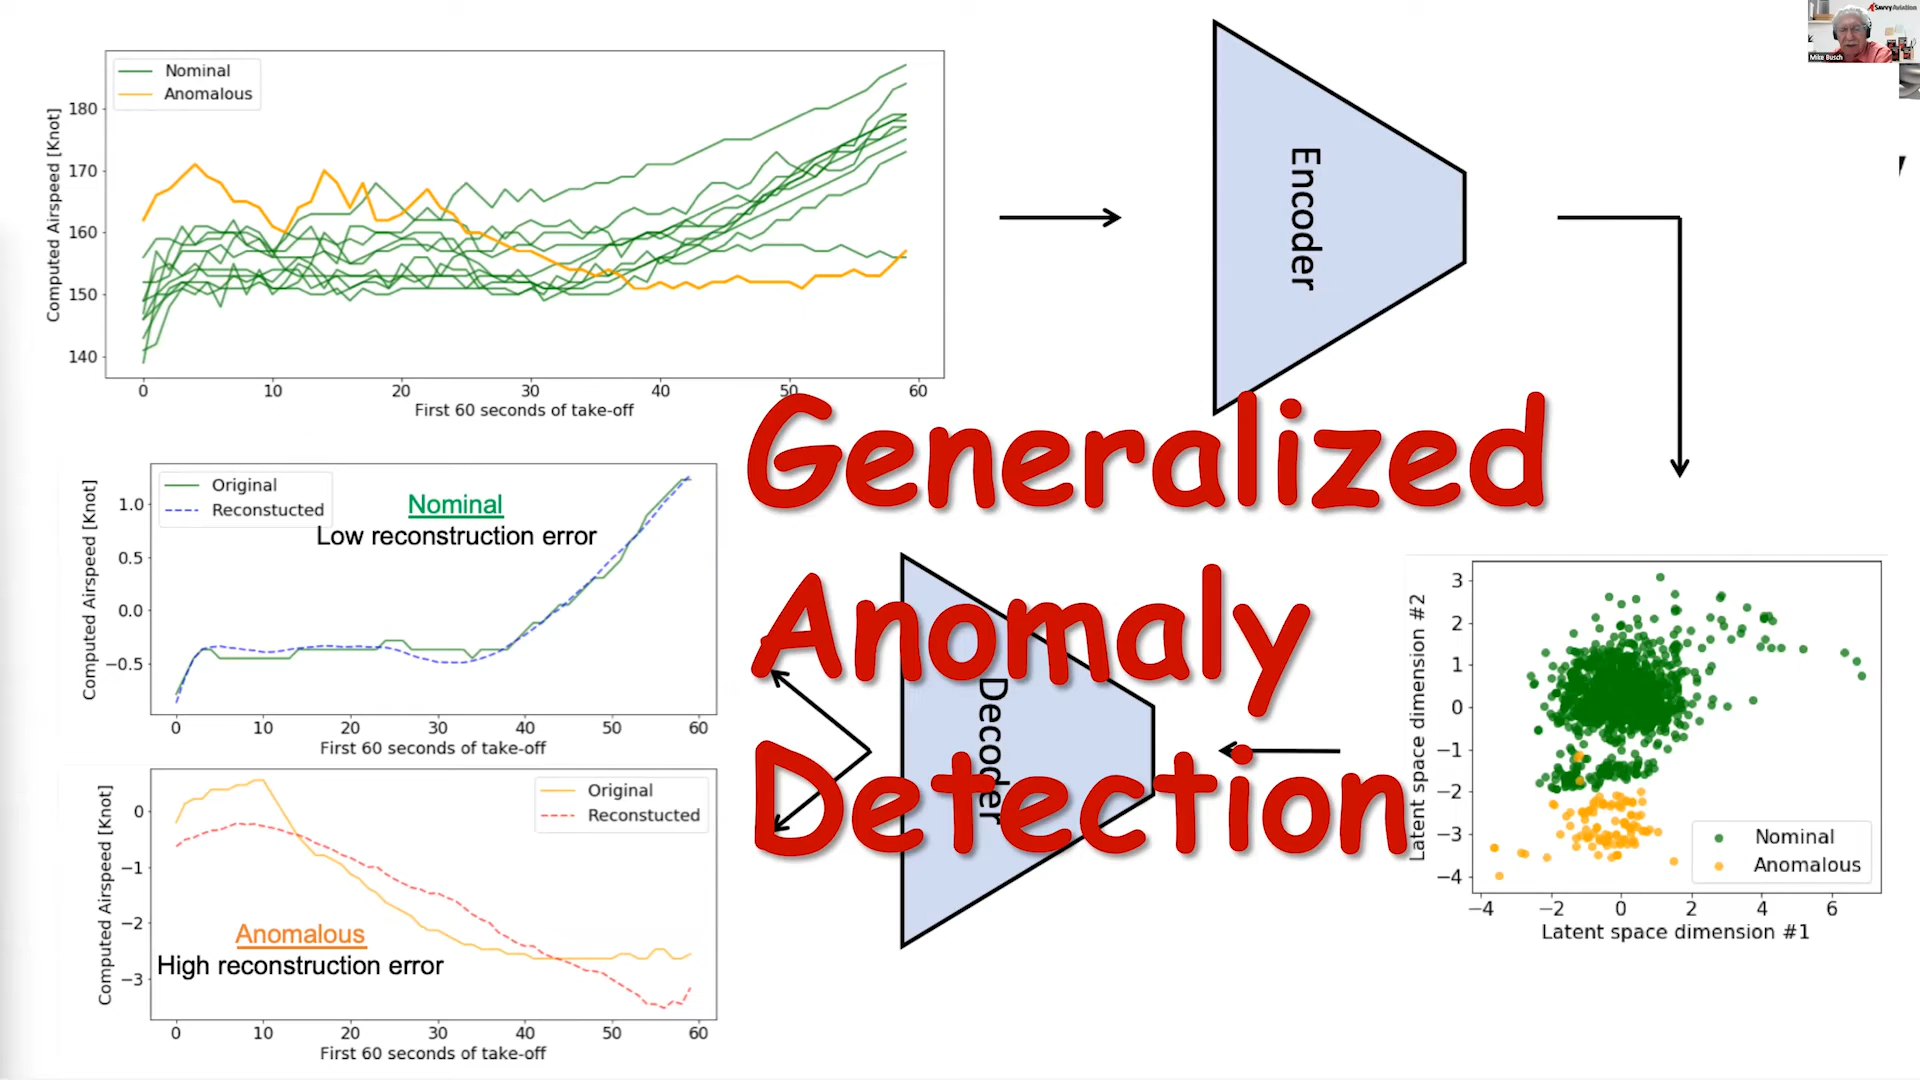 Nominal
Anomalous
Computed Airspeed [Knot]
180
170
160
150
140
0 10 20 30 40 50 60
First 60 seconds of take-off
Encoder
Savvy Aviation
Mike Busch
Generalized
Anomaly
Detection
Original
Reconstucted
Nominal
Low reconstruction error
Computed Airspeed [Knot]
1.0
0.5
0.0
−0.5
0 10 20 30 40 50 60
First 60 seconds of take-off
Decoder
Original
Reconstucted
Anomalous
High reconstruction error
Computed Airspeed [Knot]
0
−1
−2
−3
0 10 20 30 40 50 60
First 60 seconds of take-off
Latent space dimension #2
3
2
1
0
−1
−2
−3
−4
Nominal
Anomalous
−4 −2 0 2 4 6
Latent space dimension #1